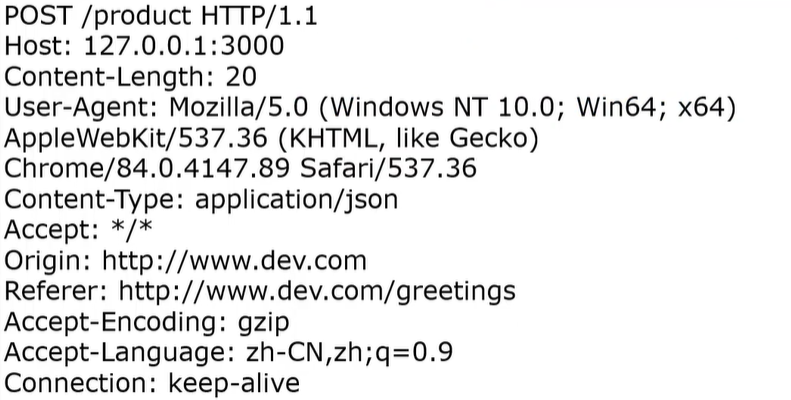 POST /product HTTP/1.1
Host: 127.0.0.1:3000
Content-Length: 20
User-Agent: Mozilla/5.0 (Windows NT 10.0; Win64; x64)
AppleWebKit/537.36 (KHTML, like Gecko)
Chrome/84.0.4147.89 Safari/537.36
Content-Type: application/json
Accept: */*
Origin: http://www.dev.com
Referer: http://www.dev.com/greetings
Accept-Encoding: gzip
Accept-Language: zh-CN,zh;q=0.9
Connection: keep-alive